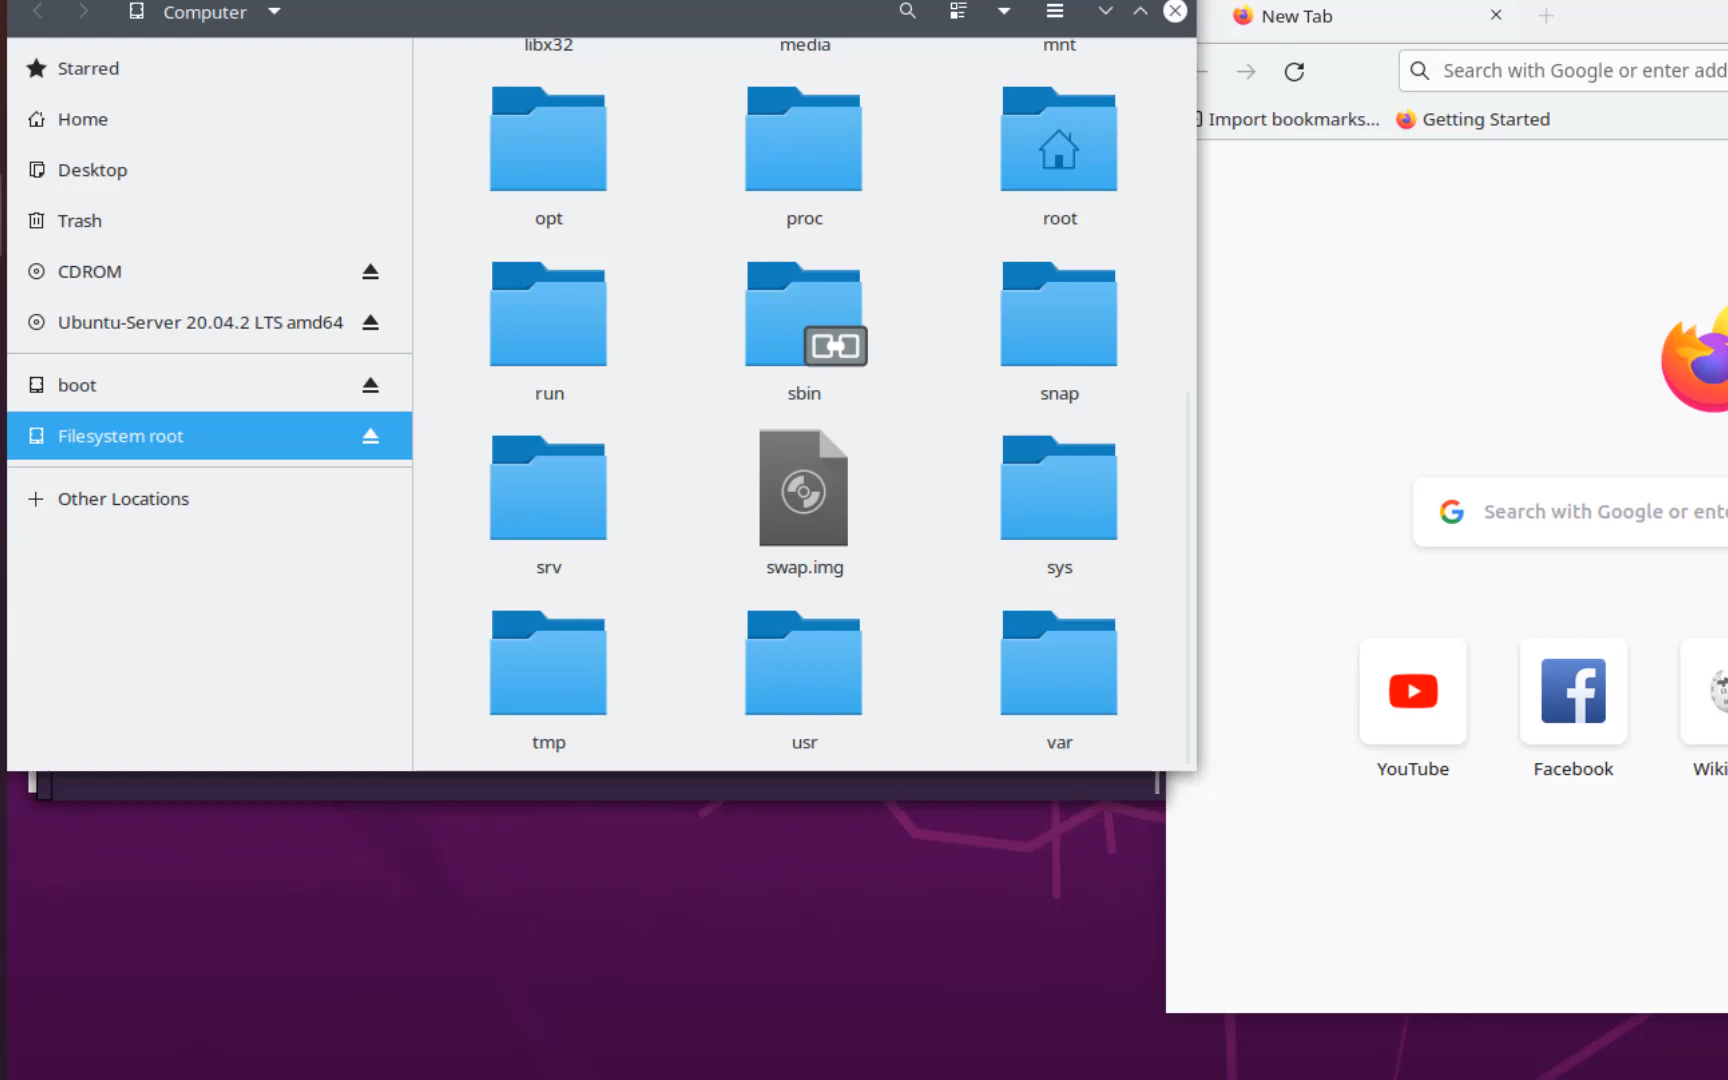 Computer
New Tab
Search with Google or enter add
Import bookmarks...
Getting Started
Starred
Home
Desktop
Trash
CDROM
Ubuntu-Server 20.04.2 LTS amd64
boot
Filesystem root
Other Locations
libx32 media mnt
opt proc root
run sbin snap
srv swap.img sys
tmp usr var
Search with Google or ente
YouTube Facebook Wiki